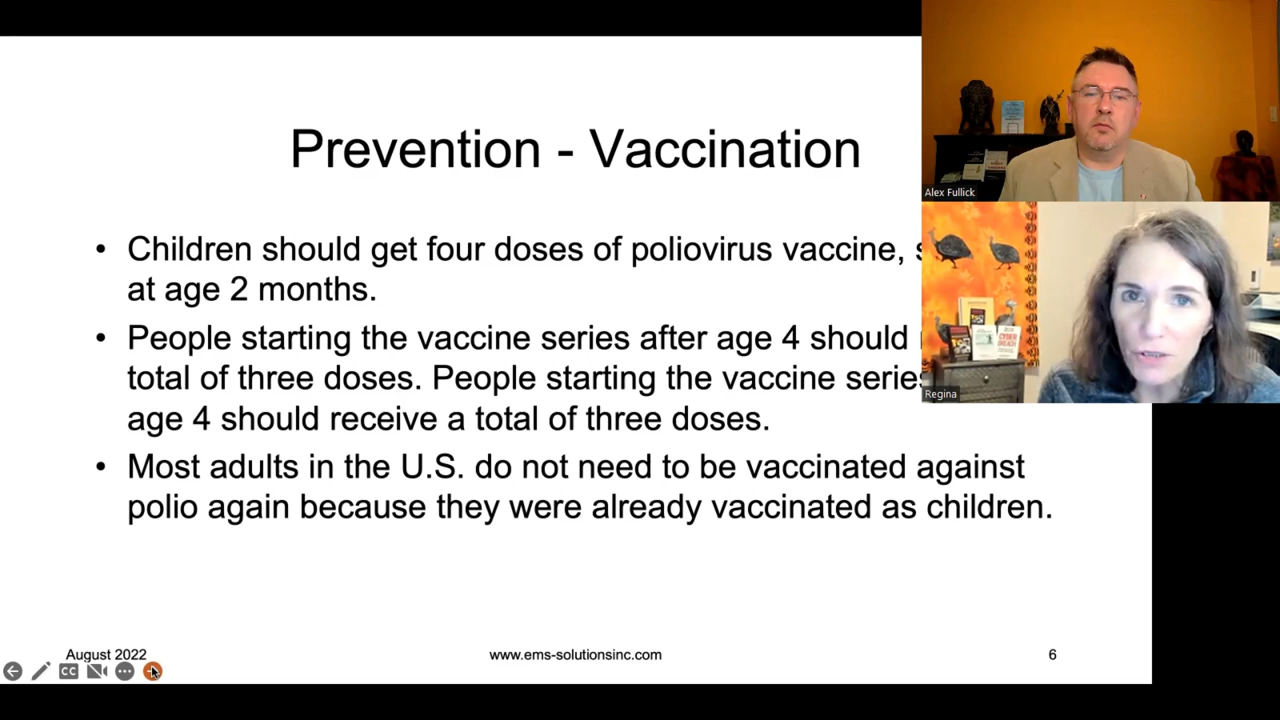 Prevention - Vaccination
• Children should get four doses of poliovirus vaccine,
at age 2 months.
• People starting the vaccine series after age 4 should
total of three doses. People starting the vaccine series
age 4 should receive a total of three doses.
• Most adults in the U.S. do not need to be vaccinated against
polio again because they were already vaccinated as children.
August 2022
www.ems-solutionsinc.com
6
CC
Alex Fullick
CYBER
BREACH
Regina